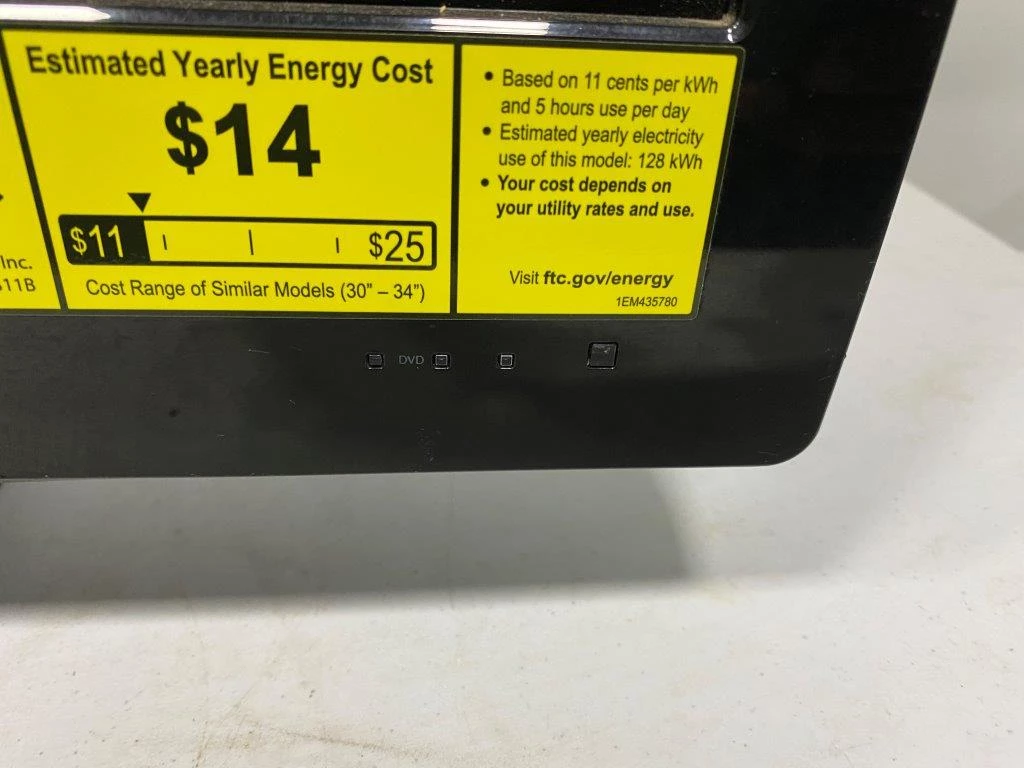 Estimated Yearly Energy Cost
$14
$11
$25
Cost Range of Similar Models (30" – 34")
Inc.
11B
• Based on 11 cents per kWh
and 5 hours use per day
• Estimated yearly electricity
use of this model: 128 kWh
• Your cost depends on
your utility rates and use.
Visit ftc.gov/energy
1EM435780
DVD